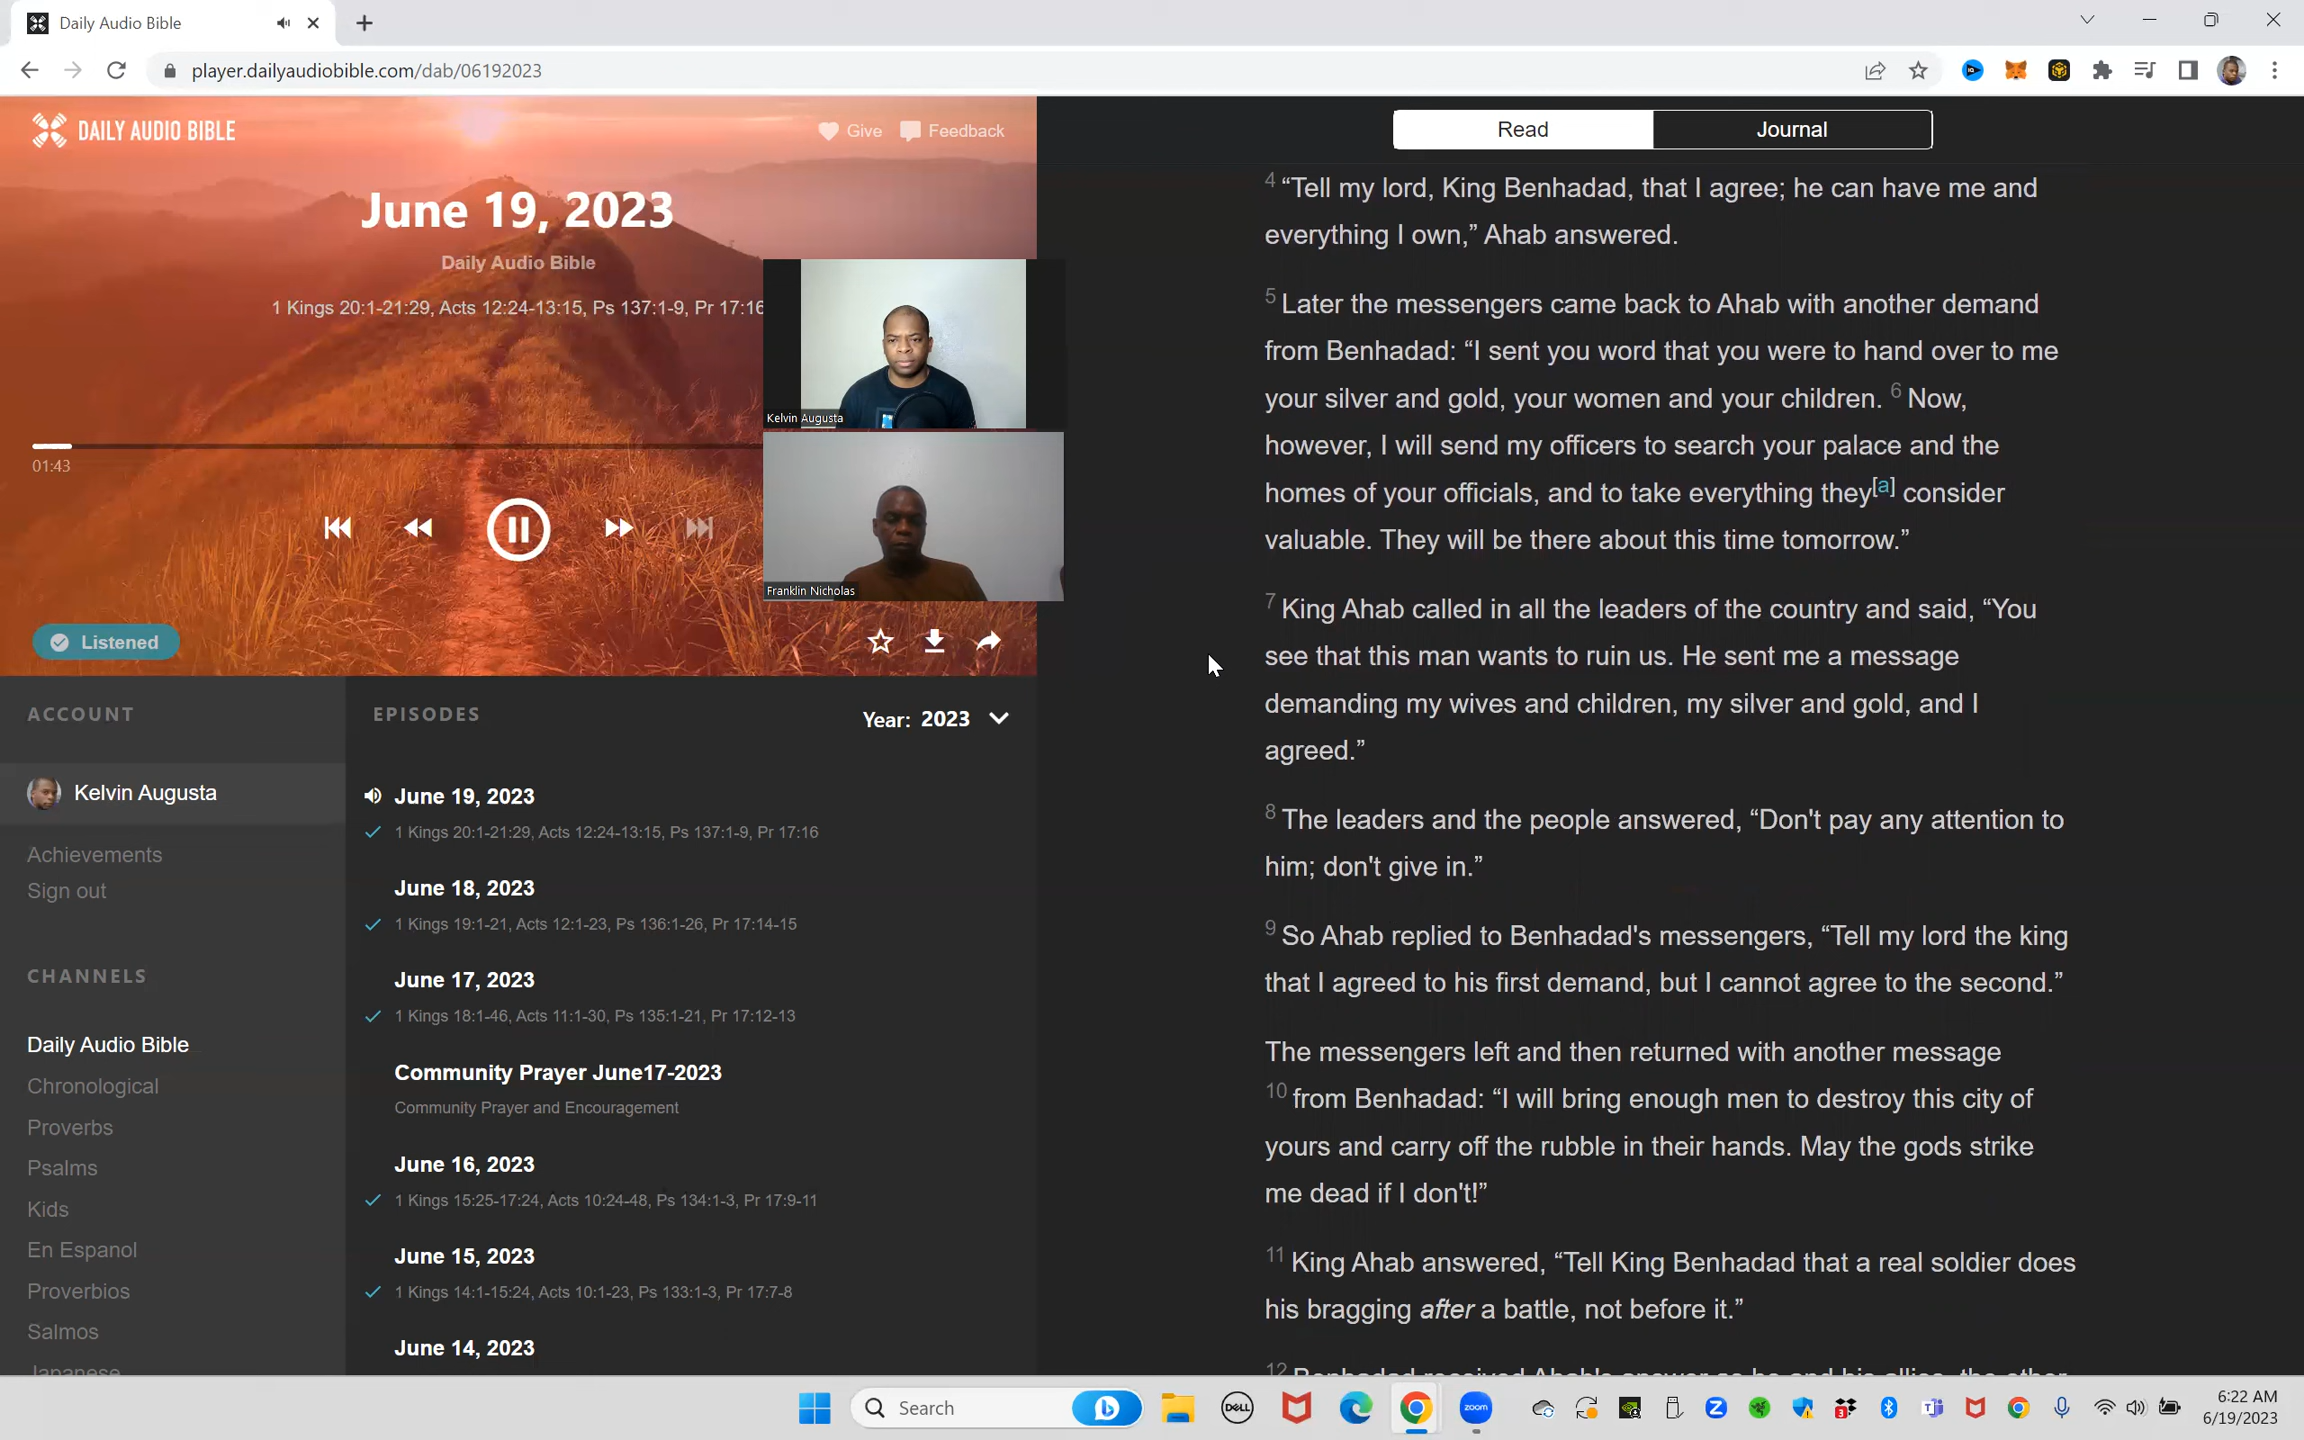 Daily Audio Bible
player.dailyaudiobible.com/dab/06192023
DAILY AUDIO BIBLE
Give
Feedback
June 19, 2023
Daily Audio Bible
1 Kings 20:1-21:29, Acts 12:24-13:15, Ps 137:1-9, Pr 17:16
Kelvin Augusta
01:43
Franklin Nicholas
Listened
ACCOUNT
Kelvin Augusta
Achievements
Sign out
CHANNELS
Daily Audio Bible
Chronological
Proverbs
Psalms
Kids
En Espanol
Proverbios
Salmos
Japanese
EPISODES
Year: 2023
June 19, 2023
1 Kings 20:1-21:29, Acts 12:24-13:15, Ps 137:1-9, Pr 17:16
June 18, 2023
1 Kings 19:1-21, Acts 12:1-23, Ps 136:1-26, Pr 17:14-15
June 17, 2023
1 Kings 18:1-46, Acts 11:1-30, Ps 135:1-21, Pr 17:12-13
Community Prayer June17-2023
Community Prayer and Encouragement
June 16, 2023
1 Kings 15:25-17:24, Acts 10:24-48, Ps 134:1-3, Pr 17:9-11
June 15, 2023
1 Kings 14:1-15:24, Acts 10:1-23, Ps 133:1-3, Pr 17:7-8
June 14, 2023
Read
Journal
4 “Tell my lord, King Benhadad, that I agree; he can have me and
everything I own,” Ahab answered.
5 Later the messengers came back to Ahab with another demand
from Benhadad: “I sent you word that you were to hand over to me
your silver and gold, your women and your children. 6 Now,
however, I will send my officers to search your palace and the
homes of your officials, and to take everything they[a] consider
valuable. They will be there about this time tomorrow.”
7 King Ahab called in all the leaders of the country and said, “You
see that this man wants to ruin us. He sent me a message
demanding my wives and children, my silver and gold, and I
agreed.”
8 The leaders and the people answered, “Don't pay any attention to
him; don't give in.”
9 So Ahab replied to Benhadad's messengers, “Tell my lord the king
that I agreed to his first demand, but I cannot agree to the second.”
The messengers left and then returned with another message
10 from Benhadad: “I will bring enough men to destroy this city of
yours and carry off the rubble in their hands. May the gods strike
me dead if I don't!”
11 King Ahab answered, “Tell King Benhadad that a real soldier does
his bragging after a battle, not before it.”
12 Benhadad received Ahab's answer as he and his allies, the other
Search
DELL
zoom
3
6:22 AM
6/19/2023